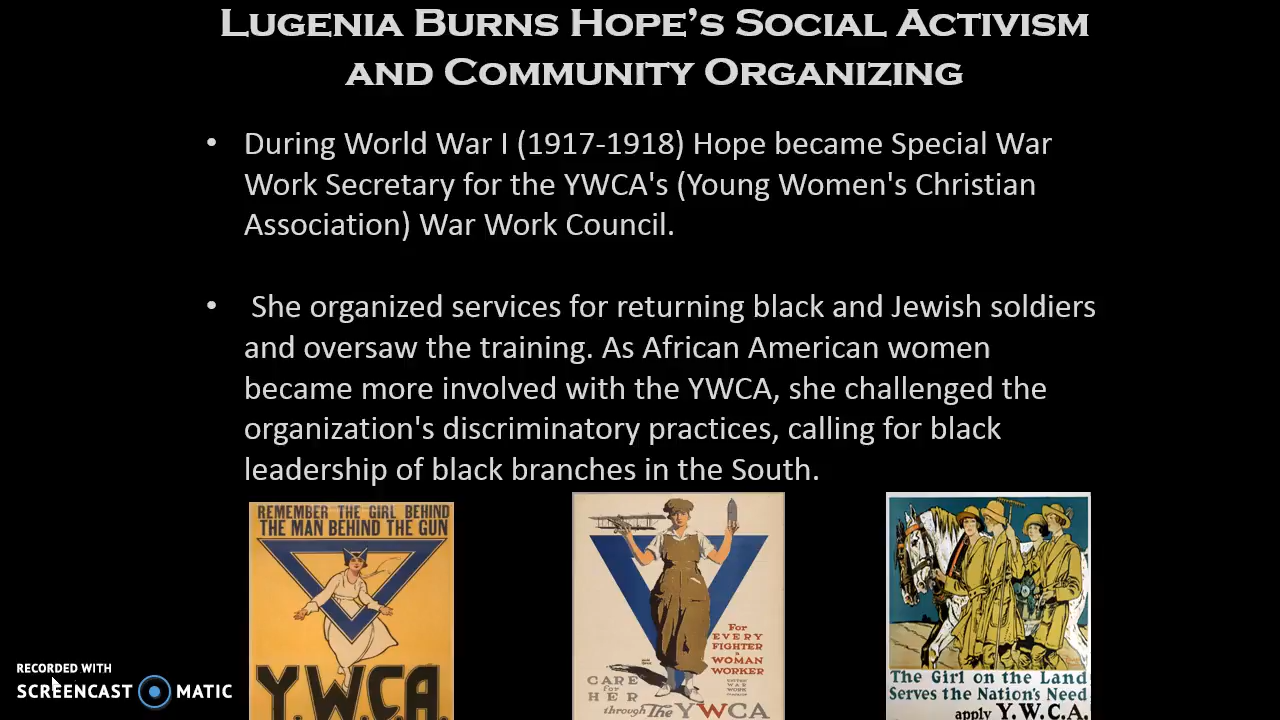 LUGENIA BURNS HOPE'S SOCIAL ACTIVISM
AND COMMUNITY ORGANIZING
• During World War I (1917-1918) Hope became Special War
Work Secretary for the YWCA's (Young Women's Christian
Association) War Work Council.
• She organized services for returning black and Jewish soldiers
and oversaw the training. As African American women
became more involved with the YWCA, she challenged the
organization's discriminatory practices, calling for black
leadership of black branches in the South.
REMEMBER THE GIRL BEHIND
THE MAN BEHIND THE GUN
Y.W.C.A.
For
EVERY
FIGHTER
a
WOMAN
WORKER
CARE
for
HER
through The YWCA
The Girl on the Land
Serves the Nation's Need
apply Y.W.C.A.
RECORDED WITH
SCREENCAST MATIC